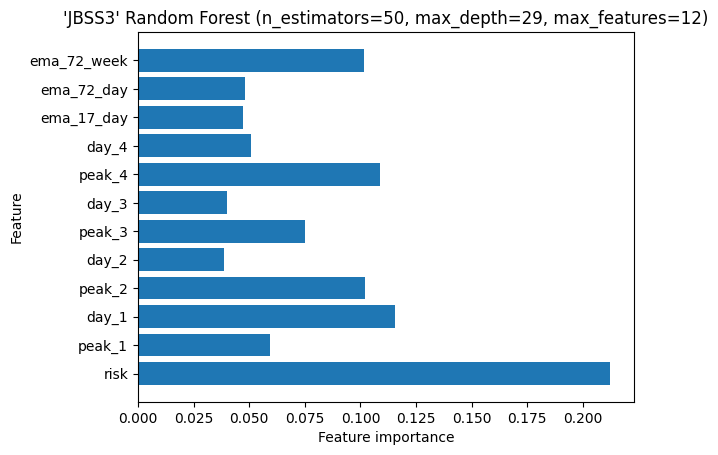 'JBSS3' Random Forest (n_estimators=50, max_depth=29, max_features=12)
ema_72_week
ema_72_day
ema_17_day
day_4
peak_4
day_3
peak_3
day_2
peak_2
day_1
peak_1
risk
Feature
0.000 0.025 0.050 0.075 0.100 0.125 0.150 0.175 0.200
Feature importance